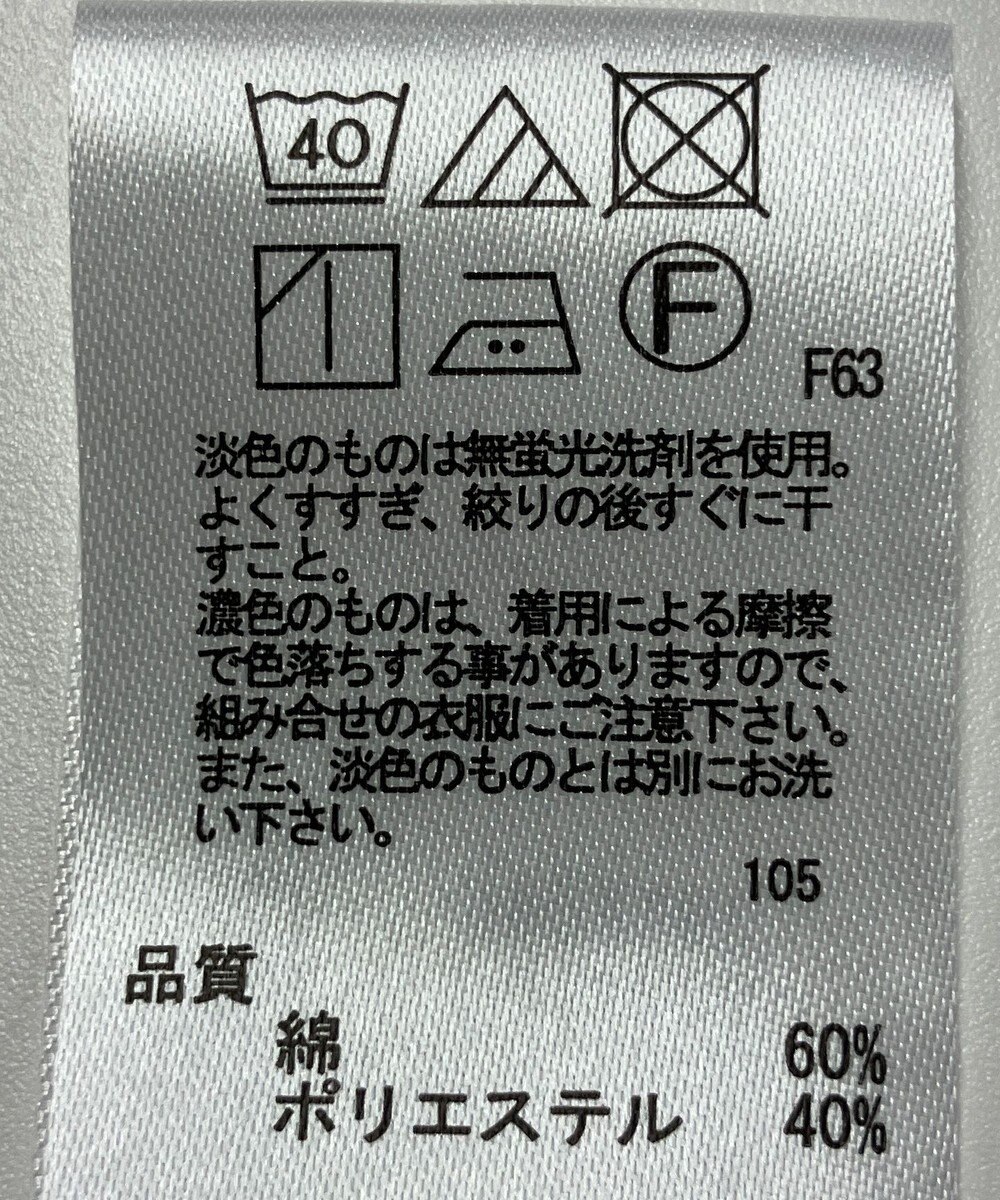 40
F
F63
淡色のものは無蛍光洗剤を使用。
よくすすぎ、絞りの後すぐに干
すこと。
濃色のものは、着用による摩擦
で色落ちする事がありますので、
組み合せの衣服にご注意下さい。
また、淡色のものとは別にお洗
い下さい。
105
品質
綿 60%
ポリエステル 40%